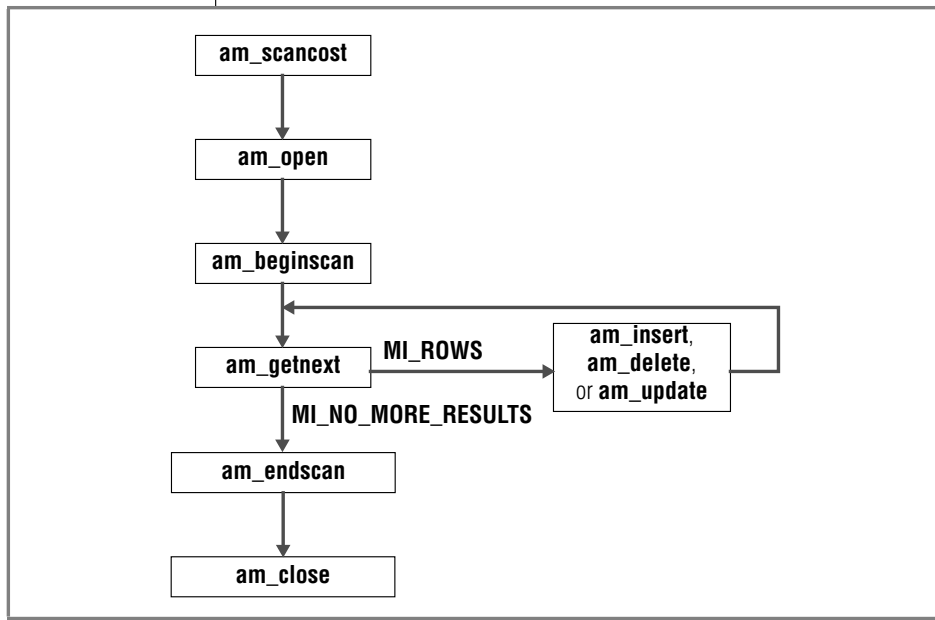 am_scancost
am_open
am_beginscan
am_getnext
MI_ROWS
am_insert,
am_delete,
or am_update
MI_NO_MORE_RESULTS
am_endscan
am_close